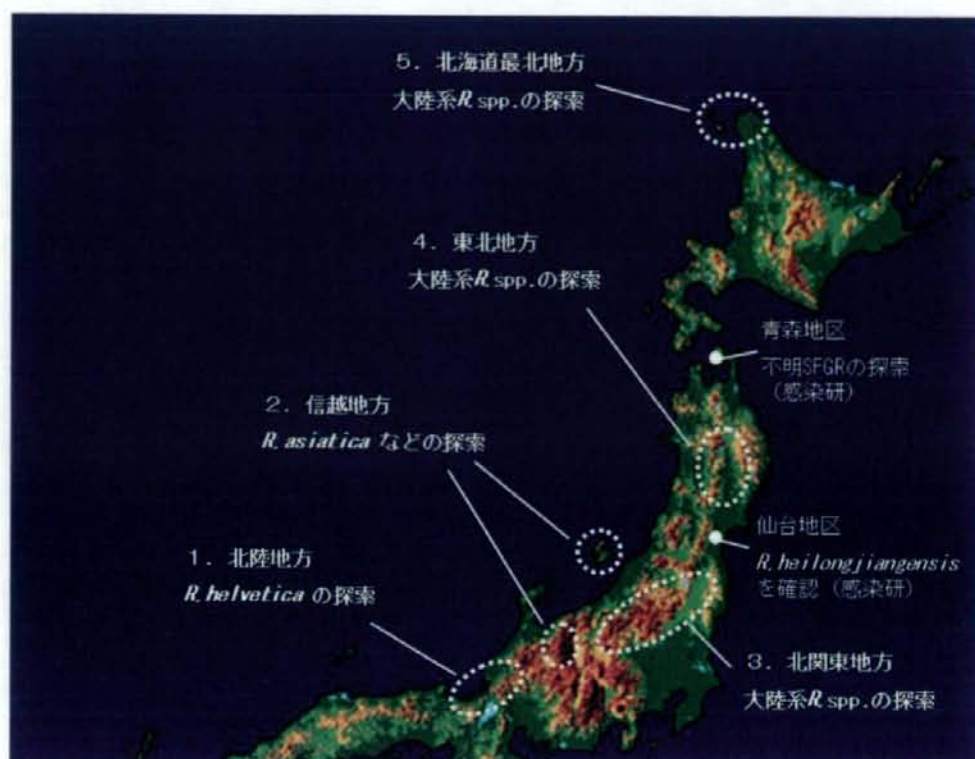 5. 北海道最北地方
大陸系R.spp.の探索
4. 東北地方
大陸系R.spp.の探索
青森地区
不明SFGRの探索
(感染研)
2. 信越地方
R.asiatica などの探索
仙台地区
R.heilongjiangensis
を確認 (感染研)
1. 北陸地方
R.helvetica の探索
3. 北関東地方
大陸系R.spp.の探索